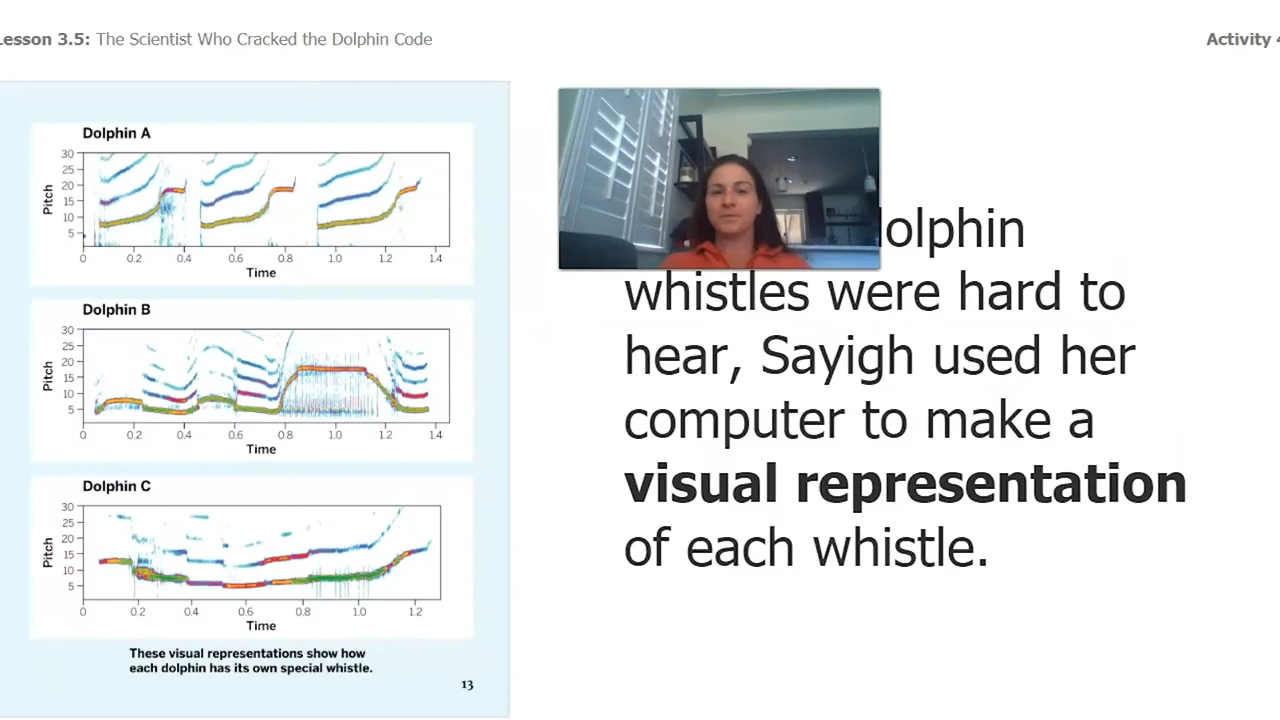 Lesson 3.5: The Scientist Who Cracked the Dolphin Code
Activity
Dolphin A
30
25
20
15
10
5
Pitch
0 0.2 0.4 0.6 0.8 1.0 1.2 1.4
Time
Dolphin B
30
25
20
15
10
5
Pitch
0 0.2 0.4 0.6 0.8 1.0 1.2 1.4
Time
Dolphin C
30
25
20
15
10
5
Pitch
0 0.2 0.4 0.6 0.8 1.0 1.2
Time
These visual representations show how
each dolphin has its own special whistle.
13
olphin
whistles were hard to
hear, Sayigh used her
computer to make a
visual representation
of each whistle.